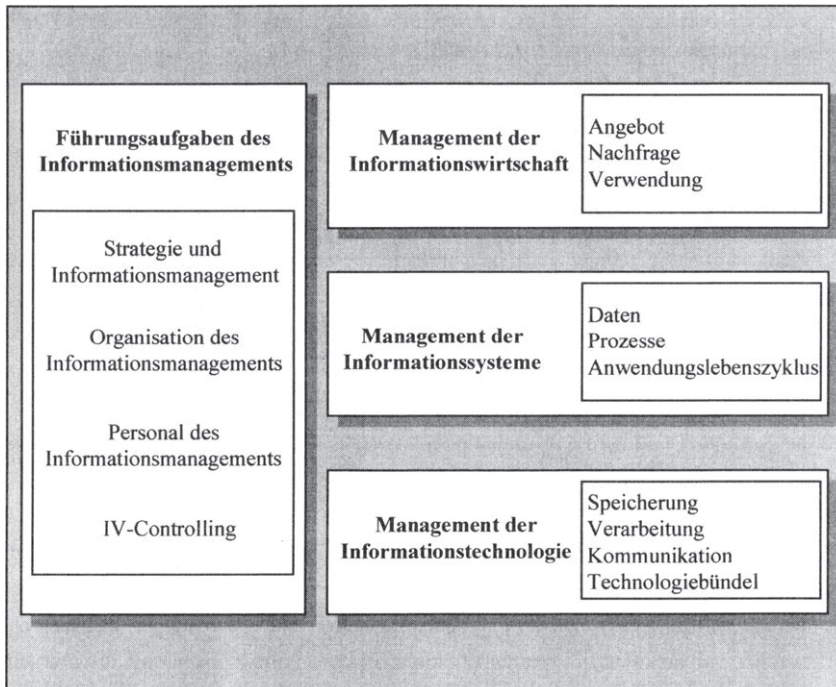 Führungsaufgaben des
Informationsmanagements
Strategie und
Informationsmanagement
Organisation des
Informationsmanagements
Personal des
Informationsmanagements
IV-Controlling
Management der
Informationswirtschaft
Angebot
Nachfrage
Verwendung
Management der
Informationssysteme
Daten
Prozesse
Anwendungslebenszyklus
Management der
Informationstechnologie
Speicherung
Verarbeitung
Kommunikation
Technologiebündel